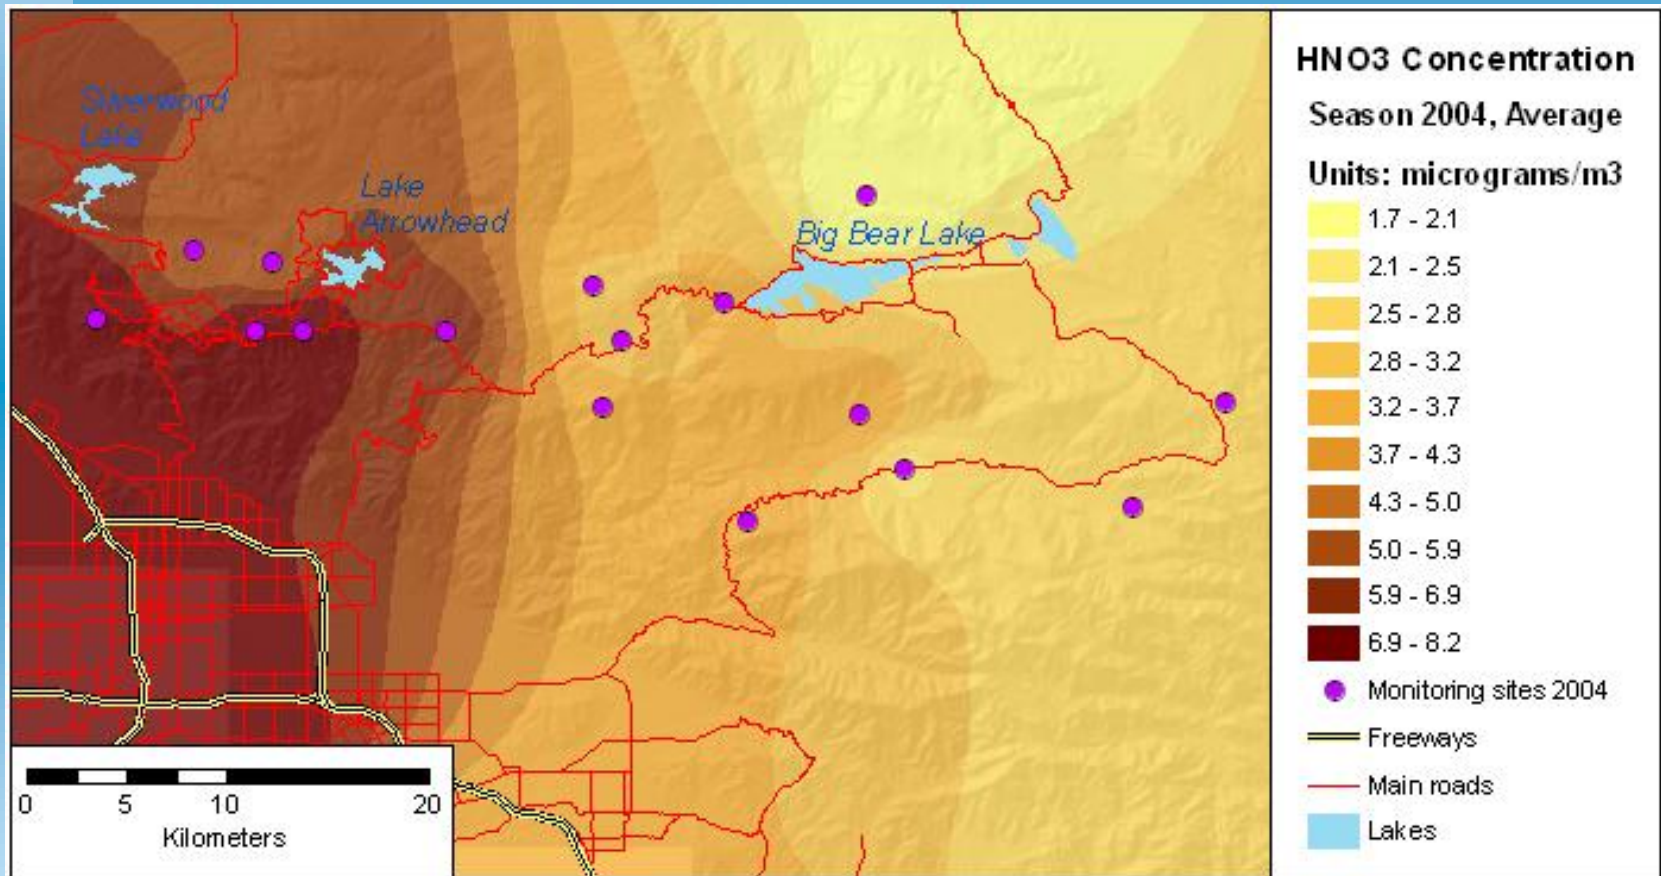 Silverwood
Lake
Lake
Arrowhead
Big Bear Lake
0 5 10 20
Kilometers
HNO3 Concentration
Season 2004, Average
Units: micrograms/m3
1.7 - 2.1
2.1 - 2.5
2.5 - 2.8
2.8 - 3.2
3.2 - 3.7
3.7 - 4.3
4.3 - 5.0
5.0 - 5.9
5.9 - 6.9
6.9 - 8.2
Monitoring sites 2004
Freeways
Main roads
Lakes